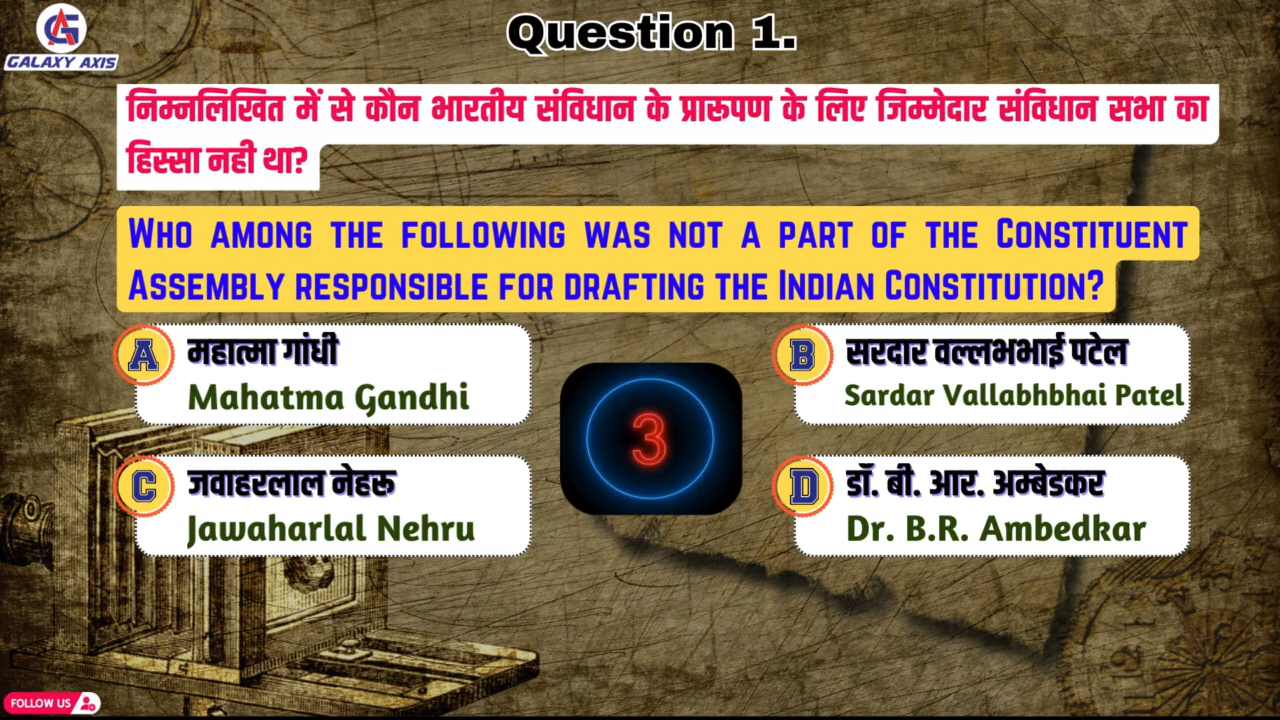 GALAXY AXIS
Question 1.
निम्नलिखित में से कौन भारतीय संविधान के प्रारूपण के लिए जिम्मेदार संविधान सभा का
हिस्सा नही था?
WHO AMONG THE FOLLOWING WAS NOT A PART OF THE CONSTITUENT
ASSEMBLY RESPONSIBLE FOR DRAFTING THE INDIAN CONSTITUTION?
A महात्मा गांधी
Mahatma Gandhi
B सरदार वल्लभभाई पटेल
Sardar Vallabhbhai Patel
3
C जवाहरलाल नेहरू
Jawaharlal Nehru
D डॉ. बी. आर. अम्बेडकर
Dr. B.R. Ambedkar
FOLLOW US